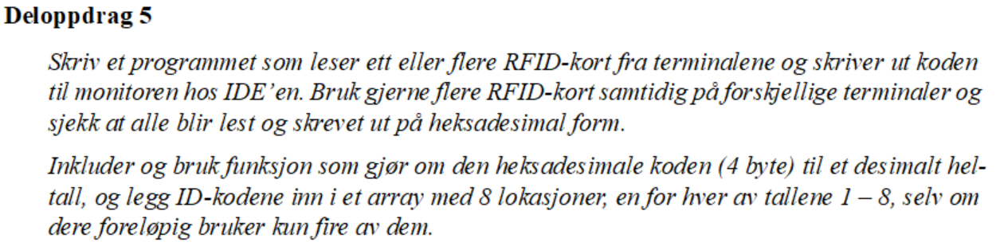 Deloppdrag 5
Skriv et programmet som leser ett eller flere RFID-kort fra terminalene og skriver ut koden
til monitoren hos IDE’en. Bruk gjerne flere RFID-kort samtidig på forskjellige terminaler og
sjekk at alle blir lest og skrevet ut på heksadesimal form.
Inkluder og bruk funksjon som gjør om den heksadesimale koden (4 byte) til et desimalt hel-
tall, og legg ID-kodene inn i et array med 8 lokasjoner, en for hver av tallene 1 – 8, selv om
dere foreløpig bruker kun fire av dem.